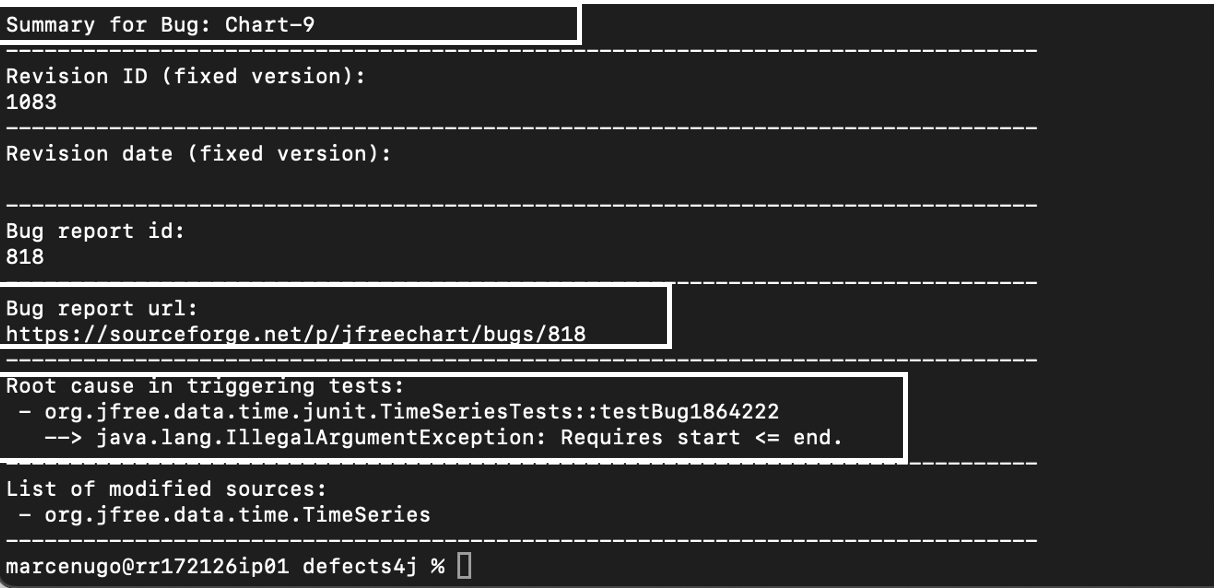 Summary for Bug: Chart-9
--------------------------------------------------------------------------------
Revision ID (fixed version):
1083
--------------------------------------------------------------------------------
Revision date (fixed version):
--------------------------------------------------------------------------------
Bug report id:
818
--------------------------------------------------------------------------------
Bug report url:
https://sourceforge.net/p/jfreechart/bugs/818
--------------------------------------------------------------------------------
Root cause in triggering tests:
 - org.jfree.data.time.junit.TimeSeriesTests::testBug1864222
   --> java.lang.IllegalArgumentException: Requires start <= end.
--------------------------------------------------------------------------------
List of modified sources:
 - org.jfree.data.time.TimeSeries
--------------------------------------------------------------------------------
marcenugo@rr172126ip01 defects4j %